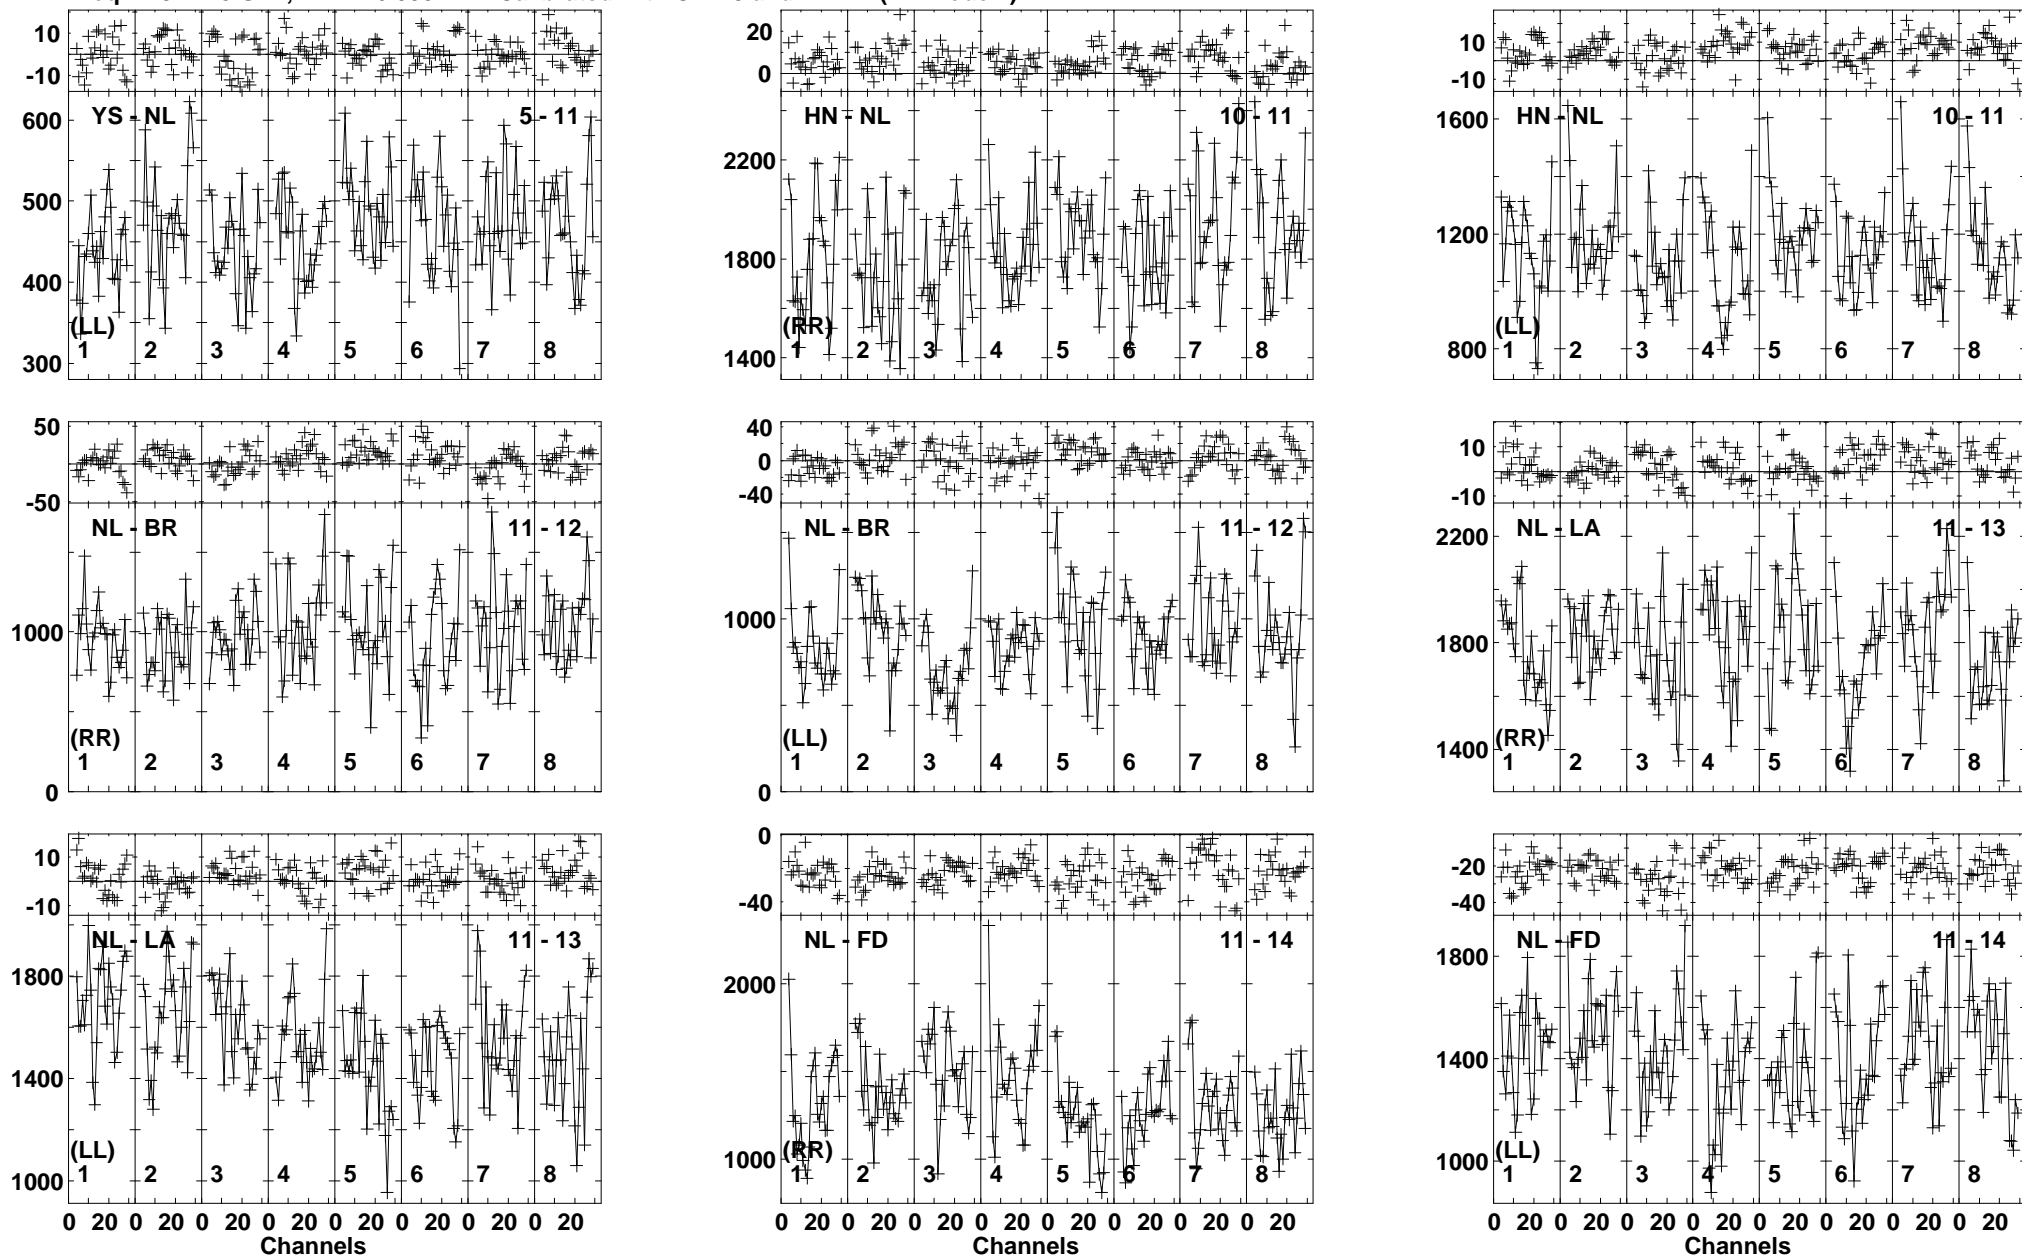 10 0 -10 20 0 10 -10
YS - NL 5 - 11 HN - NL 10 - 11 HN - NL 10 - 11
600 500 400 300 2200 1800 1400 1600 1200 800
(LL) (RR) (LL)
1 2 3 4 5 6 7 8 1 2 3 4 5 6 7 8 1 2 3 4 5 6 7 8
50 0 -50 40 0 -40 10 -10
NL - BR 11 - 12 NL - BR 11 - 12 NL - LA 11 - 13
1000 0 1000 0 2200 1800 1400
(RR) (LL) (RR)
1 2 3 4 5 6 7 8 1 2 3 4 5 6 7 8 1 2 3 4 5 6 7 8
10 -10 0 -40 -20 -40
NL - LA 11 - 13 NL - FD 11 - 14 NL - FD 11 - 14
1800 1400 1000 2000 1000 1800 1400 1000
(LL) (RR) (LL)
1 2 3 4 5 6 7 8 1 2 3 4 5 6 7 8 1 2 3 4 5 6 7 8
0 20 0 20 0 20 0 20 0 20 0 20 0 20 0 20 0 20 0 20 0 20 0 20 0 20 0 20 0 20 0 20 0 20 0 20 0 20 0 20 0 20 0 20 0 20 0 20
Channels Channels Channels